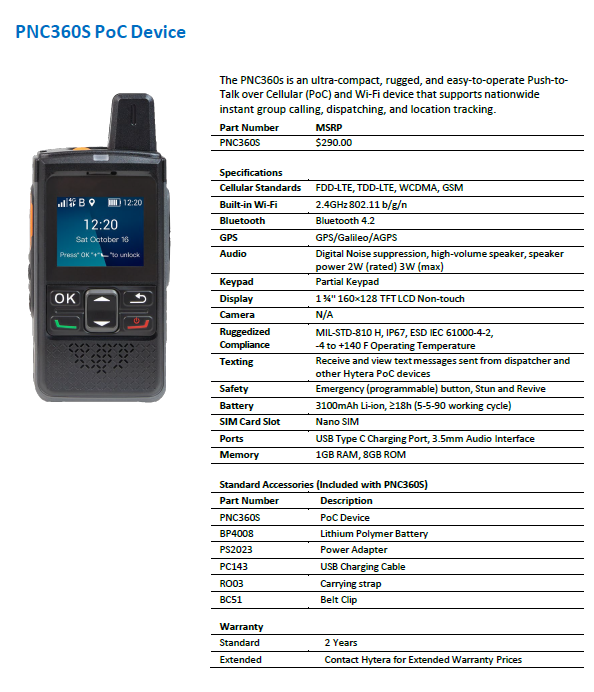 PNC360S PoC Device
The PNC360s is an ultra-compact, rugged, and easy-to-operate Push-to-
Talk over Cellular (PoC) and Wi-Fi device that supports nationwide
instant group calling, dispatching, and location tracking.
Part Number MSRP
PNC360S $290.00
4G
B 12:20
12:20
Sat October 16
Press" OK "+" "to unlock
OK
Specifications
Cellular Standards FDD-LTE, TDD-LTE, WCDMA, GSM
Built-in Wi-Fi 2.4GHz 802.11 b/g/n
Bluetooth Bluetooth 4.2
GPS GPS/Galileo/AGPS
Audio Digital Noise suppression, high-volume speaker, speaker
power 2W (rated) 3W (max)
Keypad Partial Keypad
Display 1 ¾" 160×128 TFT LCD Non-touch
Camera N/A
Ruggedized MIL-STD-810 H, IP67, ESD IEC 61000-4-2,
Compliance -4 to +140 F Operating Temperature
Texting Receive and view text messages sent from dispatcher and
other Hytera PoC devices
Safety Emergency (programmable) button, Stun and Revive
Battery 3100mAh Li-ion, ≥18h (5-5-90 working cycle)
SIM Card Slot Nano SIM
Ports USB Type C Charging Port, 3.5mm Audio Interface
Memory 1GB RAM, 8GB ROM
Standard Accessories (Included with PNC360S)
Part Number Description
PNC360S PoC Device
BP4008 Lithium Polymer Battery
PS2023 Power Adapter
PC143 USB Charging Cable
RO03 Carrying strap
BC51 Belt Clip
Warranty
Standard 2 Years
Extended Contact Hytera for Extended Warranty Prices